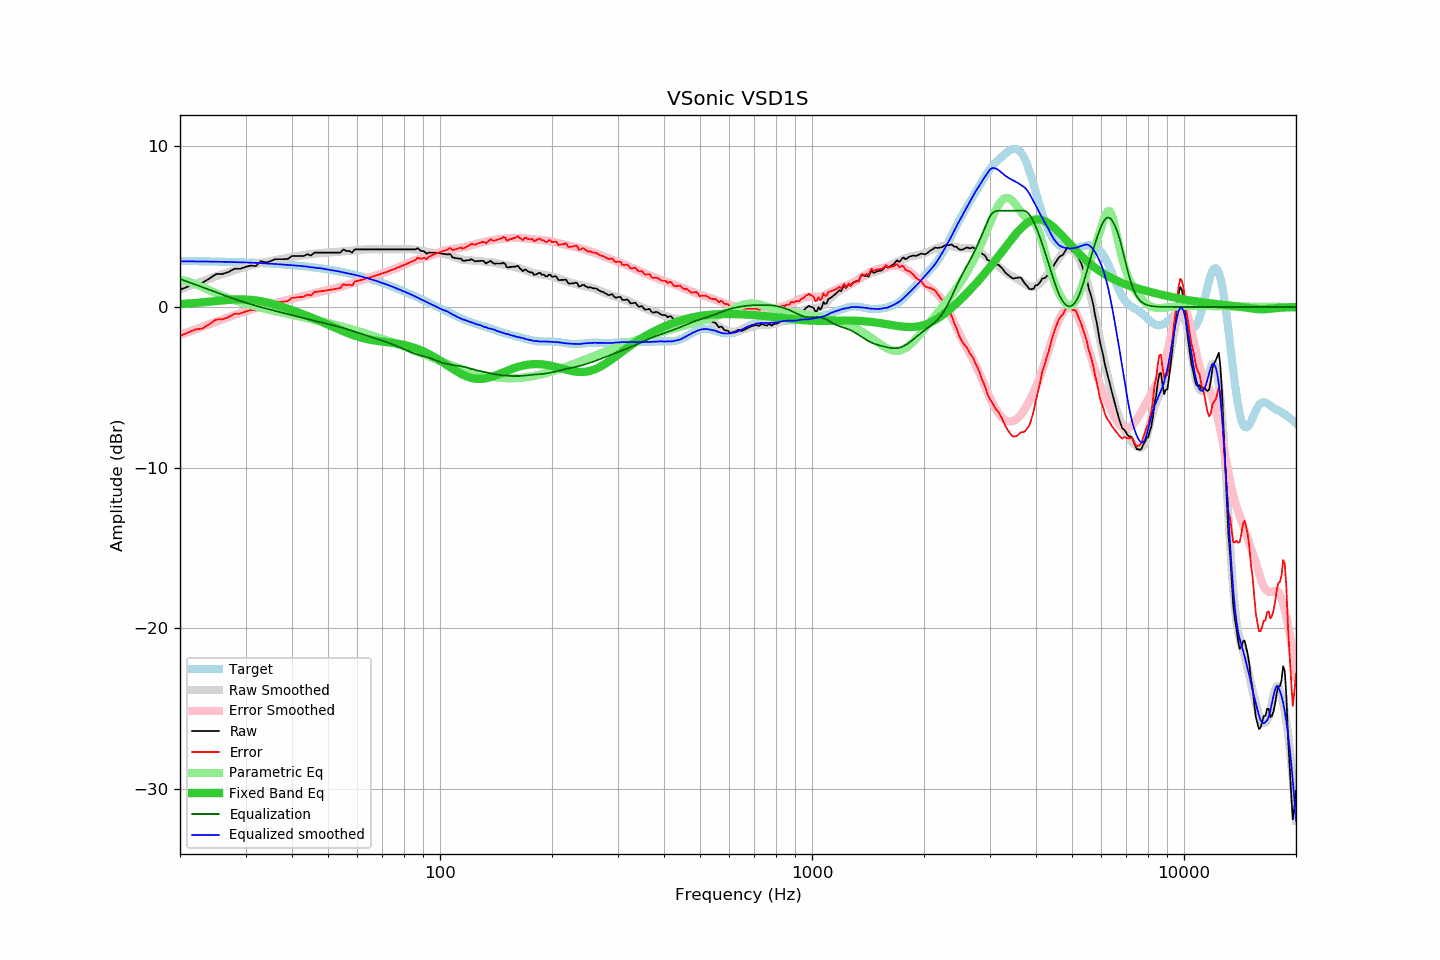 VSonic VSD1S
10
0
−10
−20
−30
Amplitude (dBr)
Target
Raw Smoothed
Error Smoothed
Raw
Error
Parametric Eq
Fixed Band Eq
Equalization
Equalized smoothed
100
1000
10000
Frequency (Hz)